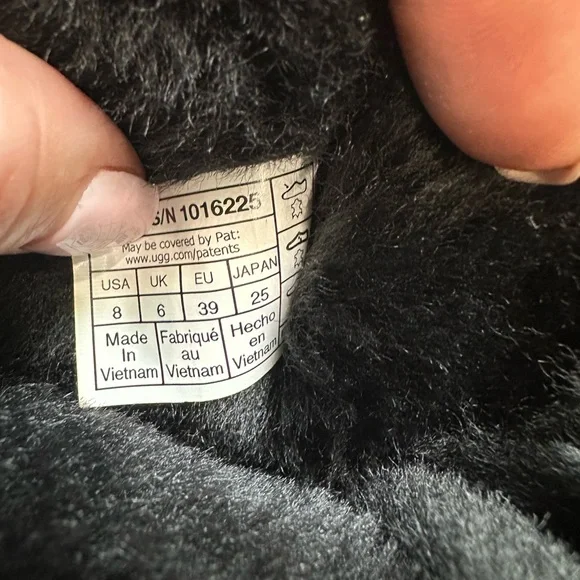 S/N 1016225
May be covered by Pat:
www.ugg.com/patents
USA UK EU JAPAN
8 6 39 25
Made In Vietnam
Fabriqué au Vietnam
Hecho en Vietnam